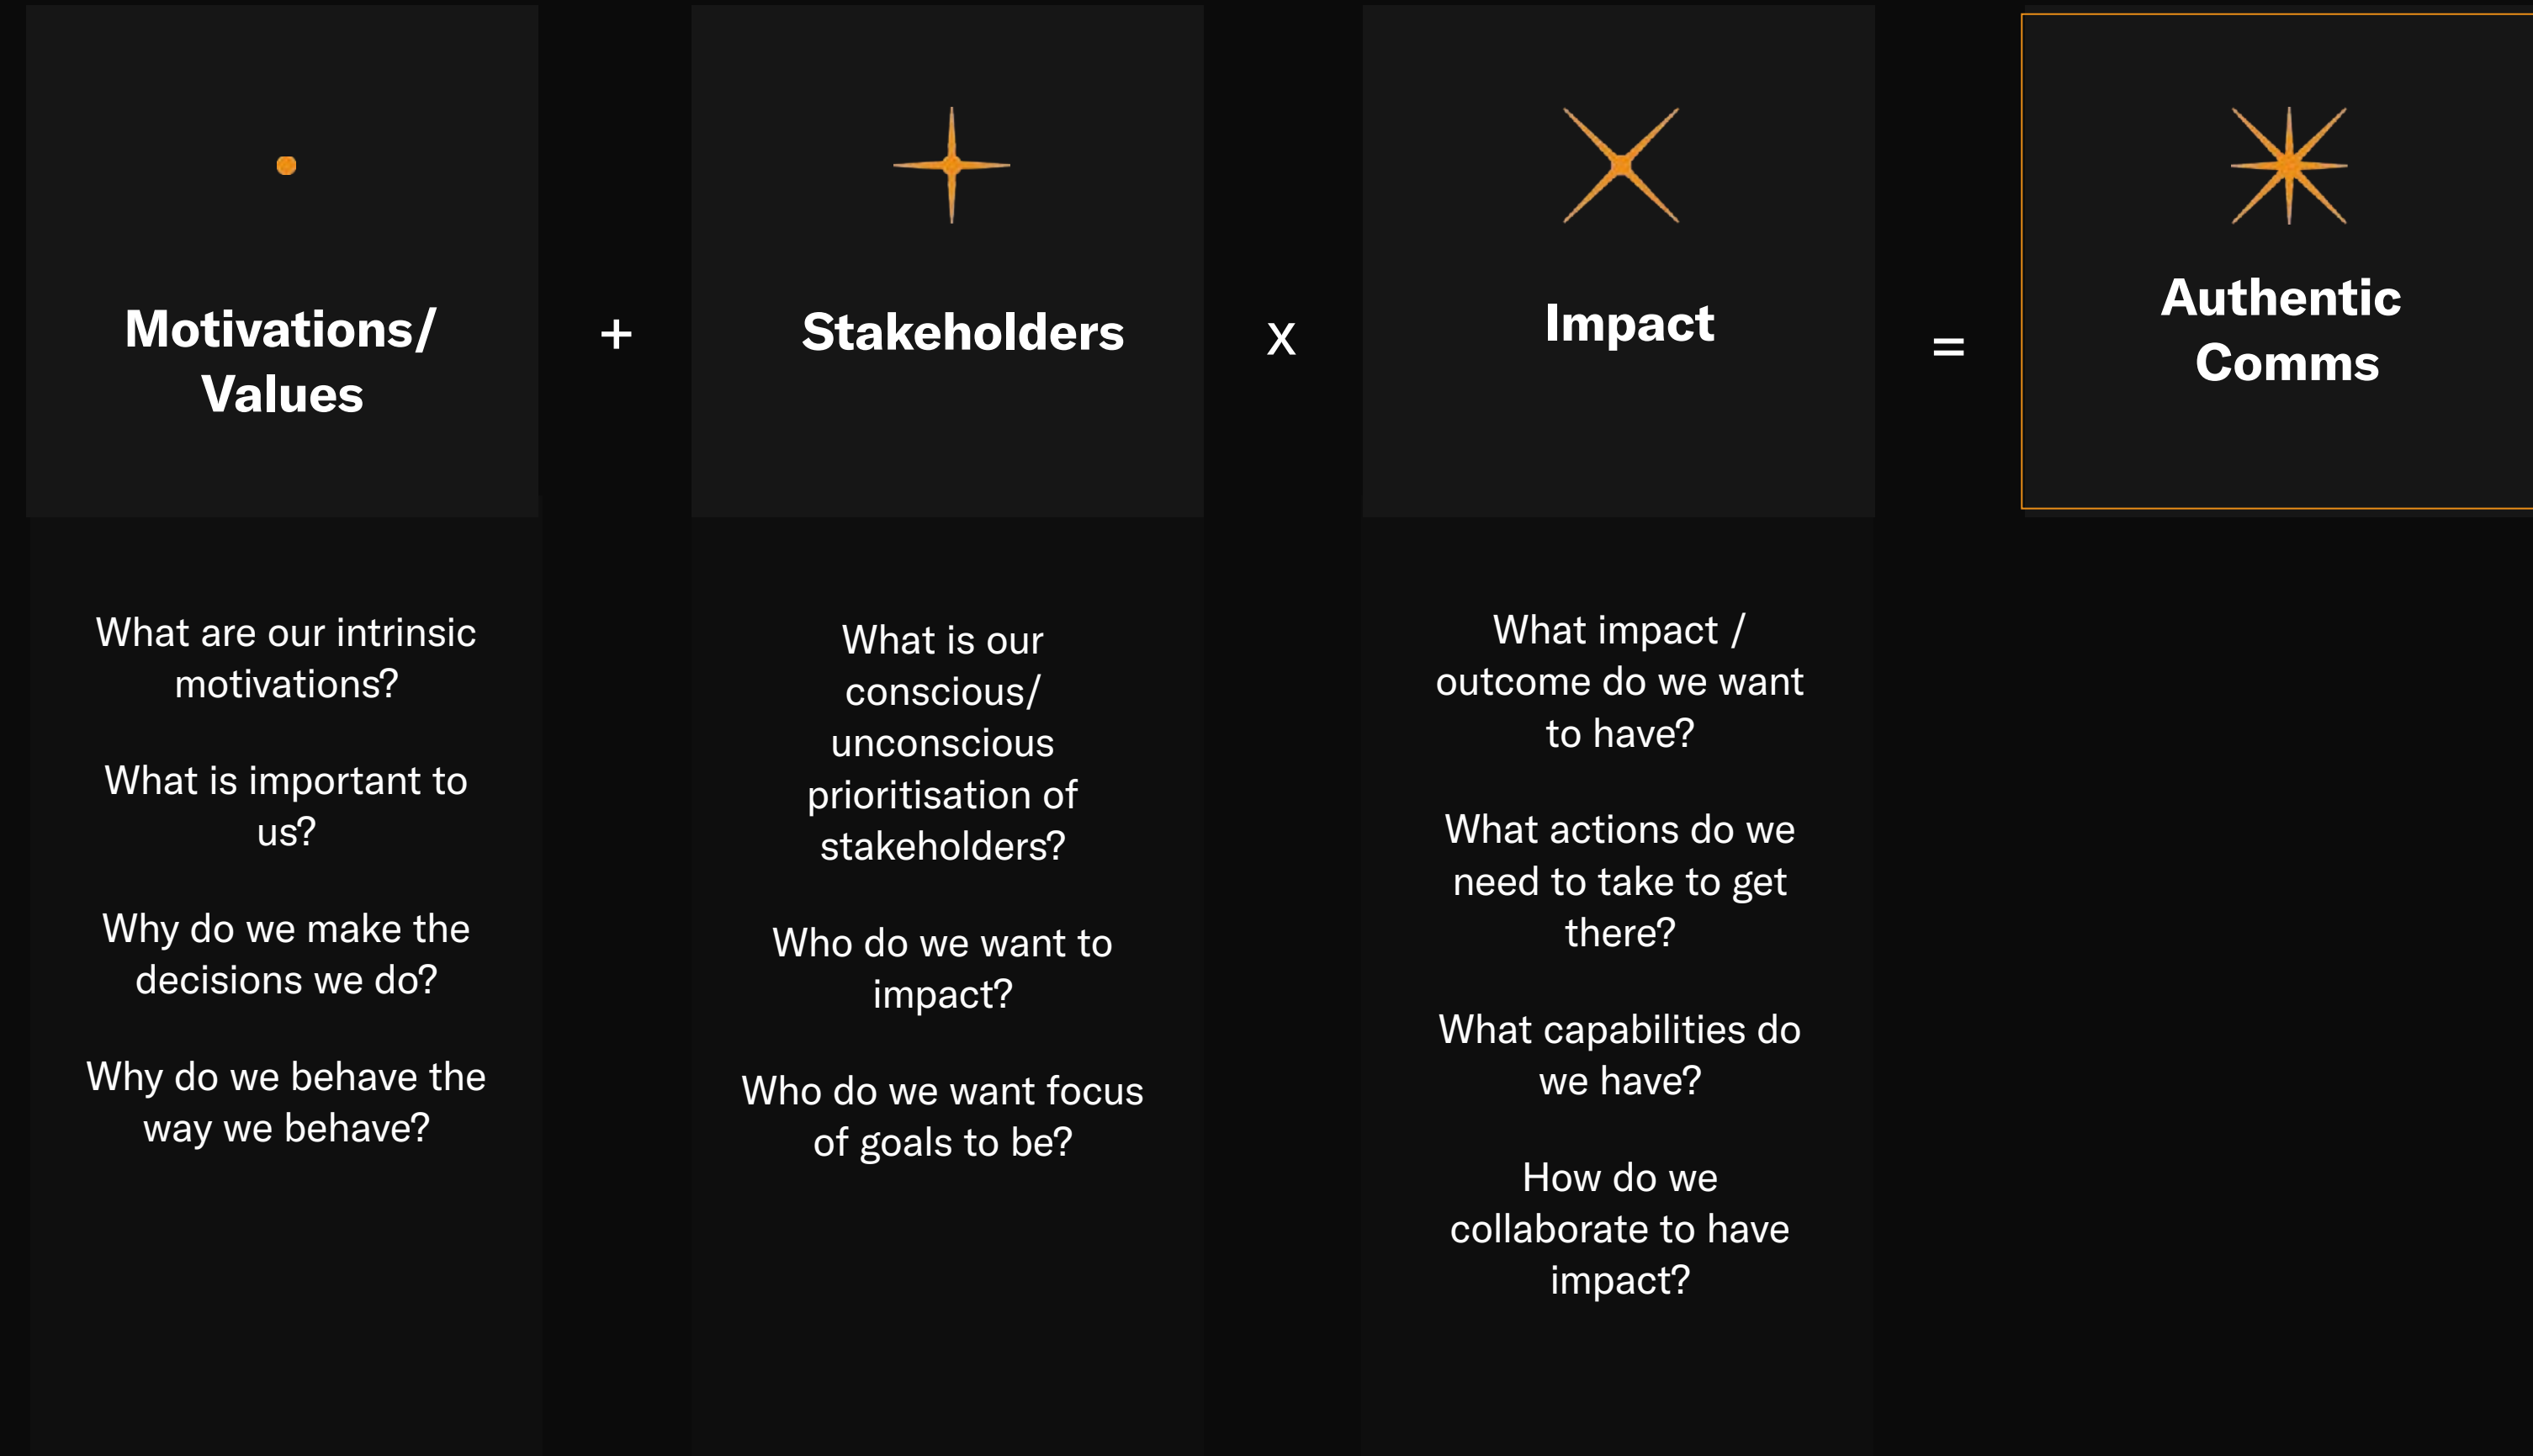 Motivations/
Values
+
Stakeholders
x
Impact
=
Authentic
Comms
What are our intrinsic
motivations?
What is important to
us?
Why do we make the
decisions we do?
Why do we behave the
way we behave?
What is our
conscious/
unconscious
prioritisation of
stakeholders?
Who do we want to
impact?
Who do we want focus
of goals to be?
What impact /
outcome do we want
to have?
What actions do we
need to take to get
there?
What capabilities do
we have?
How do we
collaborate to have
impact?